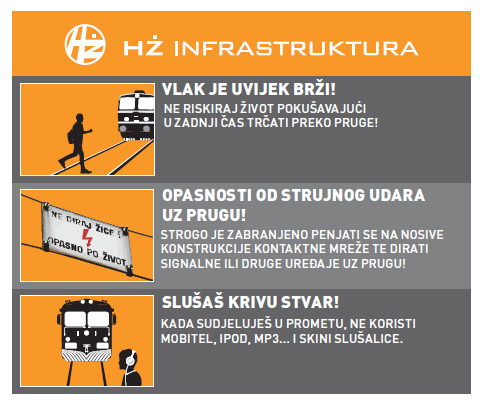 HŽ INFRASTRUKTURA
VLAK JE UVIJEK BRŽI!
NE RISKIRAJ ŽIVOT POKUŠAVAJUĆI
U ZADNJI ČAS TRČATI PREKO PRUGE!
OPASNOSTI OD STRUJNOG UDARA
UZ PRUGU!
STROGO JE ZABRANJENO PENJATI SE NA NOSIVE
KONSTRUKCIJE KONTAKTNE MREŽE TE DIRATI
SIGNALNE ILI DRUGE UREĐAJE UZ PRUGU!
NE DIRAJ ŽICE!
OPASNO PO ŽIVOT
SLUŠAŠ KRIVU STVAR!
KADA SUDJELUJEŠ U PROMETU, NE KORISTI
MOBITEL, IPOD, MP3... I SKINI SLUŠALICE.